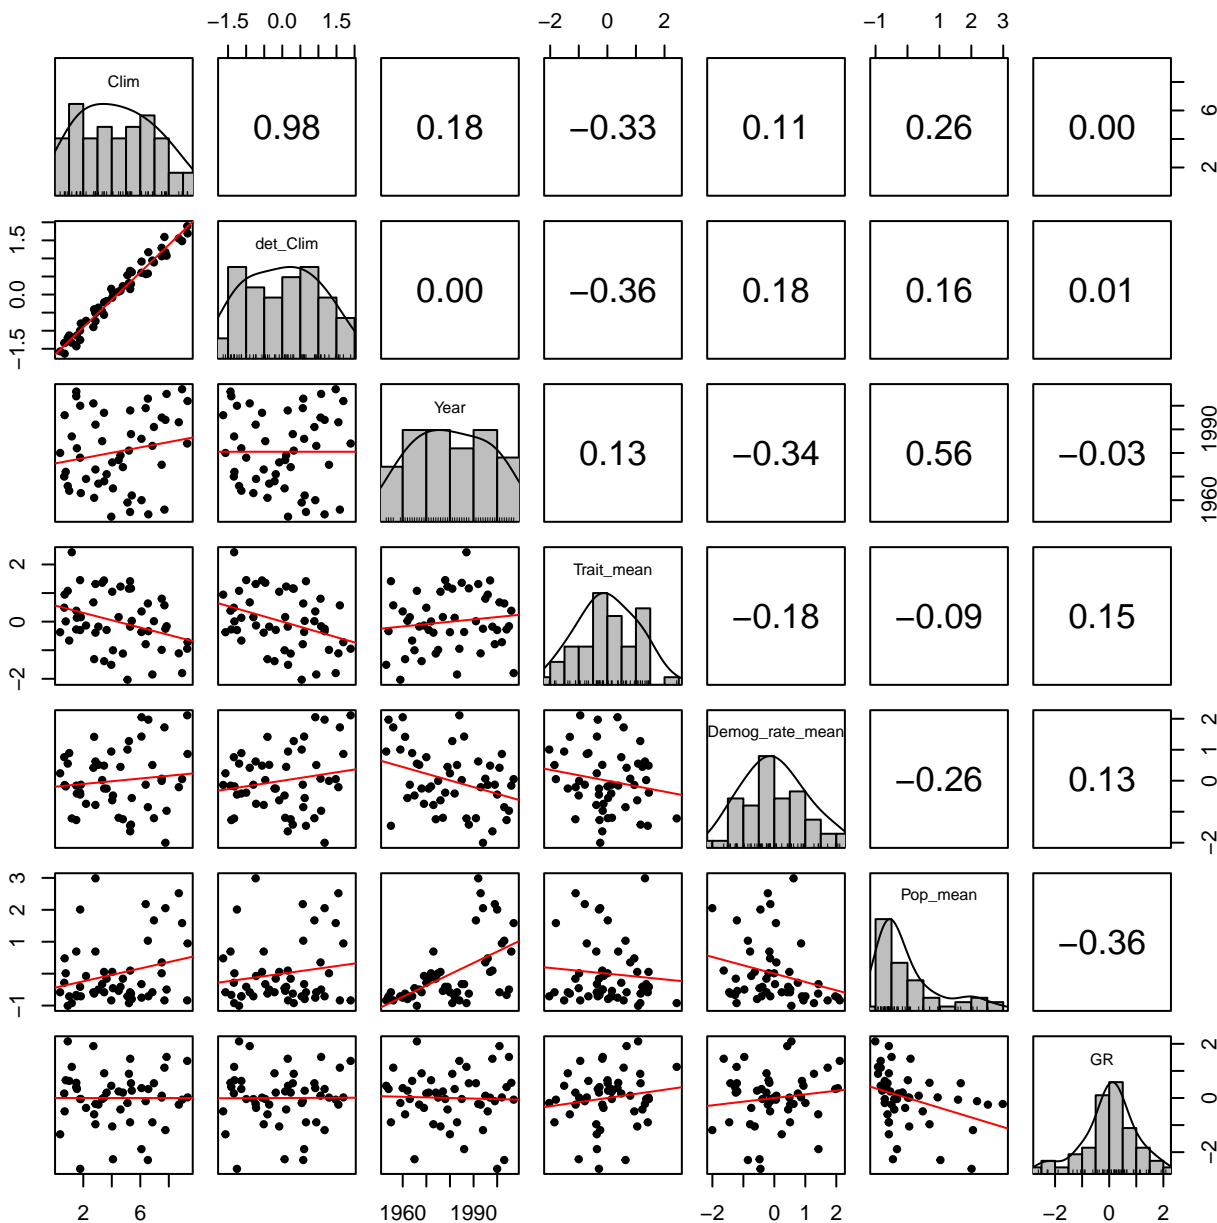 −1.5 0.0 1.5 −2 0 2 −1 1 2 3
Clim 0.98 0.18 −0.33 0.11 0.26 0.00 2 6
−1.5 0.0 1.5 det_Clim 0.00 −0.36 0.18 0.16 0.01
Year 0.13 −0.34 0.56 −0.03 1960 1990
−2 0 2 Trait_mean −0.18 −0.09 0.15
Demog_rate_mean −0.26 0.13 −2 0 1 2
−1 1 2 3 Pop_mean −0.36
GR −2 0 2
2 6 1960 1990 −2 0 1 2 −2 0 2